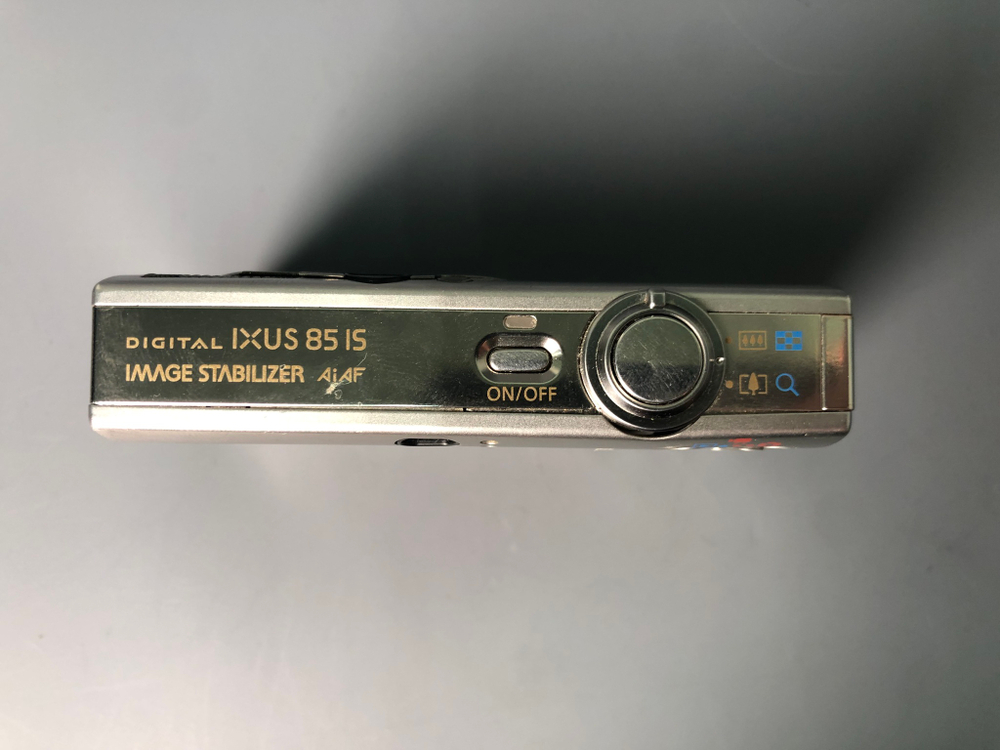 DIGITAL IXUS 85 IS
IMAGE STABILIZER AiAF
ON/OFF